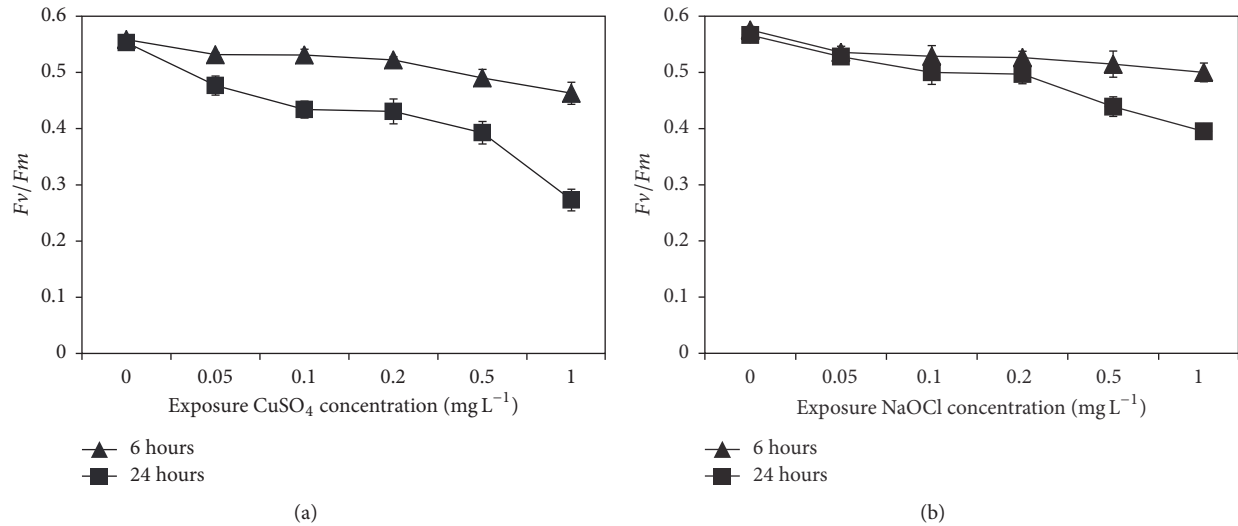 0.6
0.5
0.4
0.3
0.2
0.1
0
Fv/Fm
0 0.05 0.1 0.2 0.5 1
Exposure CuSO₄ concentration (mg L⁻¹)
6 hours
24 hours
(a)
0.6
0.5
0.4
0.3
0.2
0.1
0
Fv/Fm
0 0.05 0.1 0.2 0.5 1
Exposure NaOCl concentration (mg L⁻¹)
6 hours
24 hours
(b)